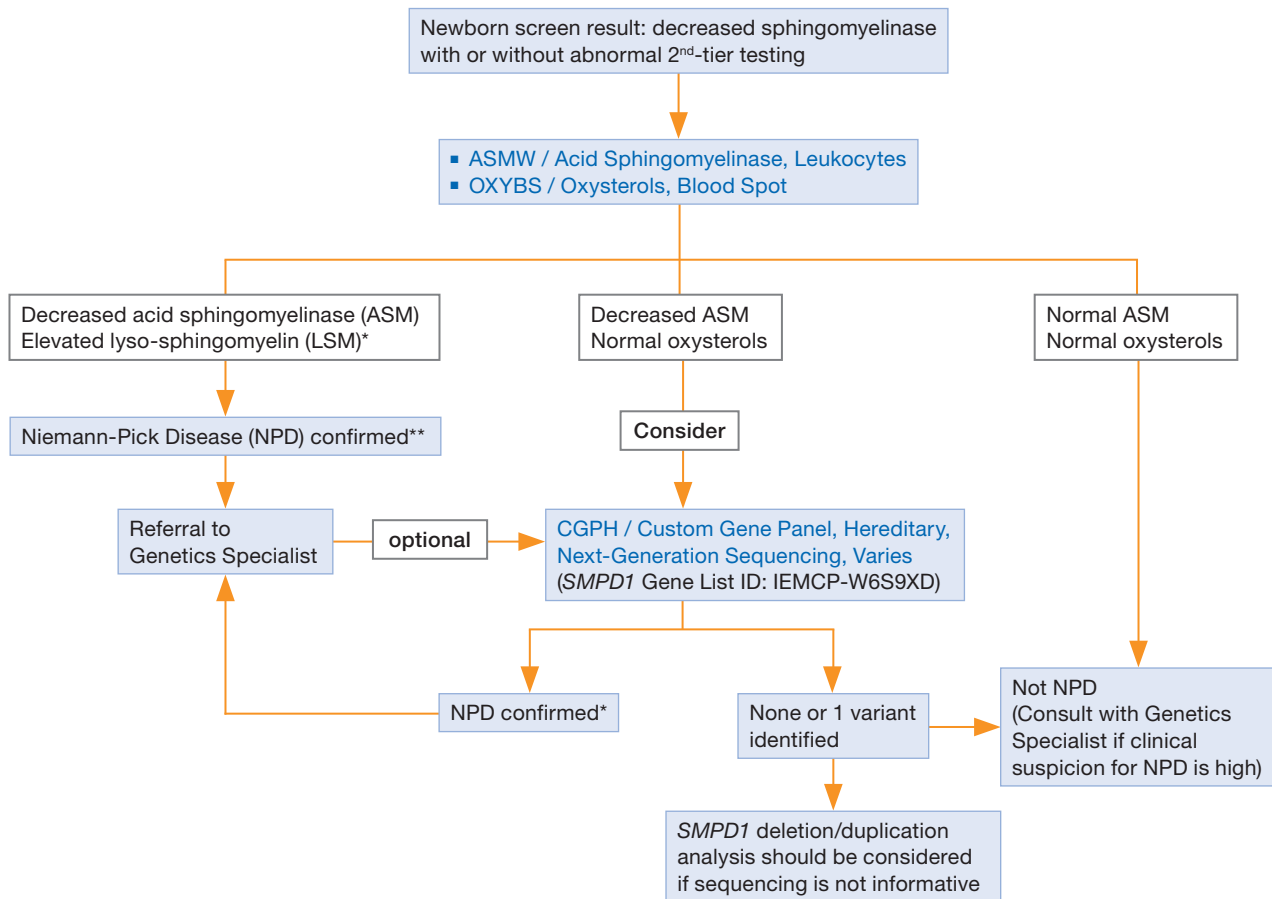 Newborn screen result: decreased sphingomyelinase
with or without abnormal 2nd-tier testing
▪ ASMW / Acid Sphingomyelinase, Leukocytes
▪ OXYBS / Oxysterols, Blood Spot
Decreased acid sphingomyelinase (ASM)
Elevated lyso-sphingomyelin (LSM)*
Decreased ASM
Normal oxysterols
Normal ASM
Normal oxysterols
Niemann-Pick Disease (NPD) confirmed**
Consider
Referral to
Genetics Specialist
optional
CGPH / Custom Gene Panel, Hereditary,
Next-Generation Sequencing, Varies
(SMPD1 Gene List ID: IEMCP-W6S9XD)
NPD confirmed*
None or 1 variant
identified
Not NPD
(Consult with Genetics
Specialist if clinical
suspicion for NPD is high)
SMPD1 deletion/duplication
analysis should be considered
if sequencing is not informative